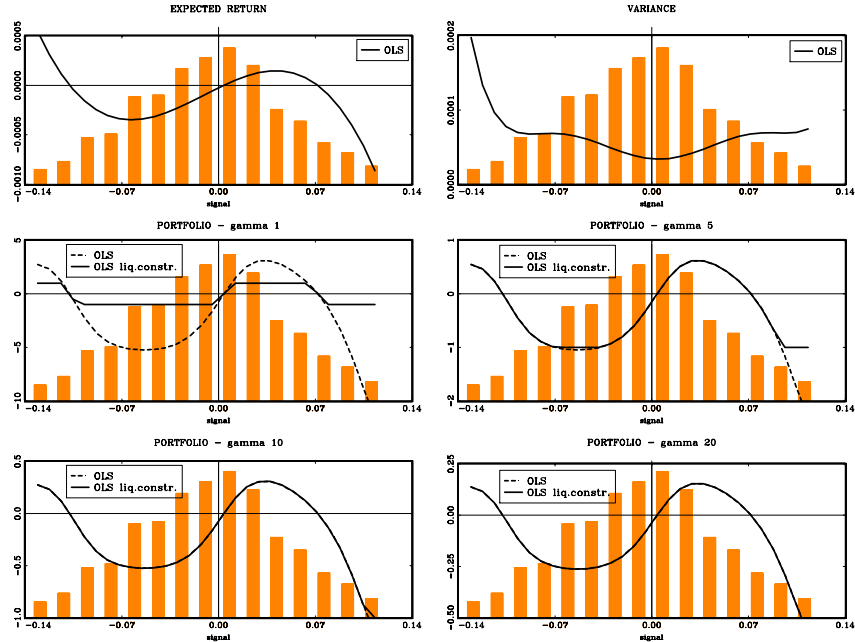 EXPECTED RETURN
0.0005
0.0000
-0.0005
-0.0010
OLS
-0.14
-0.07
0.00
0.07
0.14
signal
VARIANCE
0.0002
0.0001
0.0000
OLS
-0.14
-0.07
0.00
0.07
0.14
signal
PORTFOLIO - gamma 1
5
0
-5
-10
OLS
OLS liq.constr.
-0.14
-0.07
0.00
0.07
0.14
signal
PORTFOLIO - gamma 5
1
0
-1
-2
OLS
OLS liq.constr.
-0.14
-0.07
0.00
0.07
0.14
signal
PORTFOLIO - gamma 10
0.5
0.0
-0.5
-1.0
OLS
OLS liq.constr.
-0.14
-0.07
0.00
0.07
0.14
signal
PORTFOLIO - gamma 20
0.25
0.00
-0.25
-0.50
OLS
OLS liq.constr.
-0.14
-0.07
0.00
0.07
0.14
signal